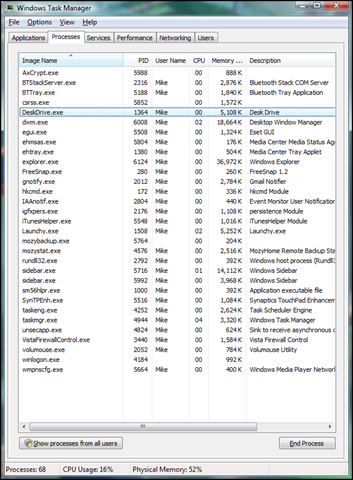 Windows Task Manager
File Options View Help
Applications Processes Services Performance Networking Users
Image Name PID User Name CPU Memory ... Description
AxCrypt.exe 5988 00 888 K
BTStackServer.exe 2316 Mike 00 2,876 K Bluetooth Stack COM Server
BTTray.exe 5188 Mike 00 1,840 K Bluetooth Tray Application
csrss.exe 5852 00 1,572 K
DeskDrive.exe 1364 Mike 00 5,108 K Desk Drive
dwm.exe 6008 Mike 02 18,664 K Desktop Window Manager
egui.exe 5508 Mike 00 1,324 K Eset GUI
ehmsas.exe 5804 Mike 00 176 K Media Center Media Status Ag
ehtray.exe 1380 Mike 00 504 K Media Center Tray Applet
explorer.exe 6124 Mike 00 36,972 K Windows Explorer
FreeSnap.exe 280 Mike 00 260 K FreeSnap 1.2
gnotify.exe 2012 Mike 00 2,784 K Gmail Notifier
hkcmd.exe 172 Mike 00 336 K hkcmd Module
IAAnotif.exe 2804 Mike 00 440 K Event Monitor User Notificatio
igfxpers.exe 2176 Mike 00 1,108 K persistence Module
iTunesHelper.exe 5548 Mike 00 1,016 K iTunesHelper Module
Launchy.exe 1508 Mike 02 5,252 K Launchy.exe
mozybackup.exe 5764 00 204 K
mozystat.exe 4576 Mike 00 2,516 K MozyHome Remote Backup Sta
rundll32.exe 2792 Mike 00 392 K Windows host process (Rundll3
sidebar.exe 5712 Mike 01 14,112 K Windows Sidebar
sidebar.exe 5992 Mike 00 3,968 K Windows Sidebar
sm56hlpr.exe 1000 Mike 00 392 K Application executable file
SynTPEnh.exe 5564 Mike 00 1,084 K Synaptics TouchPad Enhancem
taskeng.exe 5624 Mike 00 2,640 K Task Scheduler Engine
taskmgr.exe 4944 Mike 04 3,320 K Windows Task Manager
unsecapp.exe 4824 Mike 00 624 K Sink to receive asynchronous c
VistaFirewallControl.exe 3440 Mike 00 1,584 K Vista Firewall Control
volumouse.exe 2052 Mike 00 784 K Volumouse Utility
winlogon.exe 4184 00 992 K
wmpnscfg.exe 5664 Mike 00 400 K Windows Media Player Network
Show processes from all users End Process
Processes: 68 CPU Usage: 16% Physical Memory: 52%